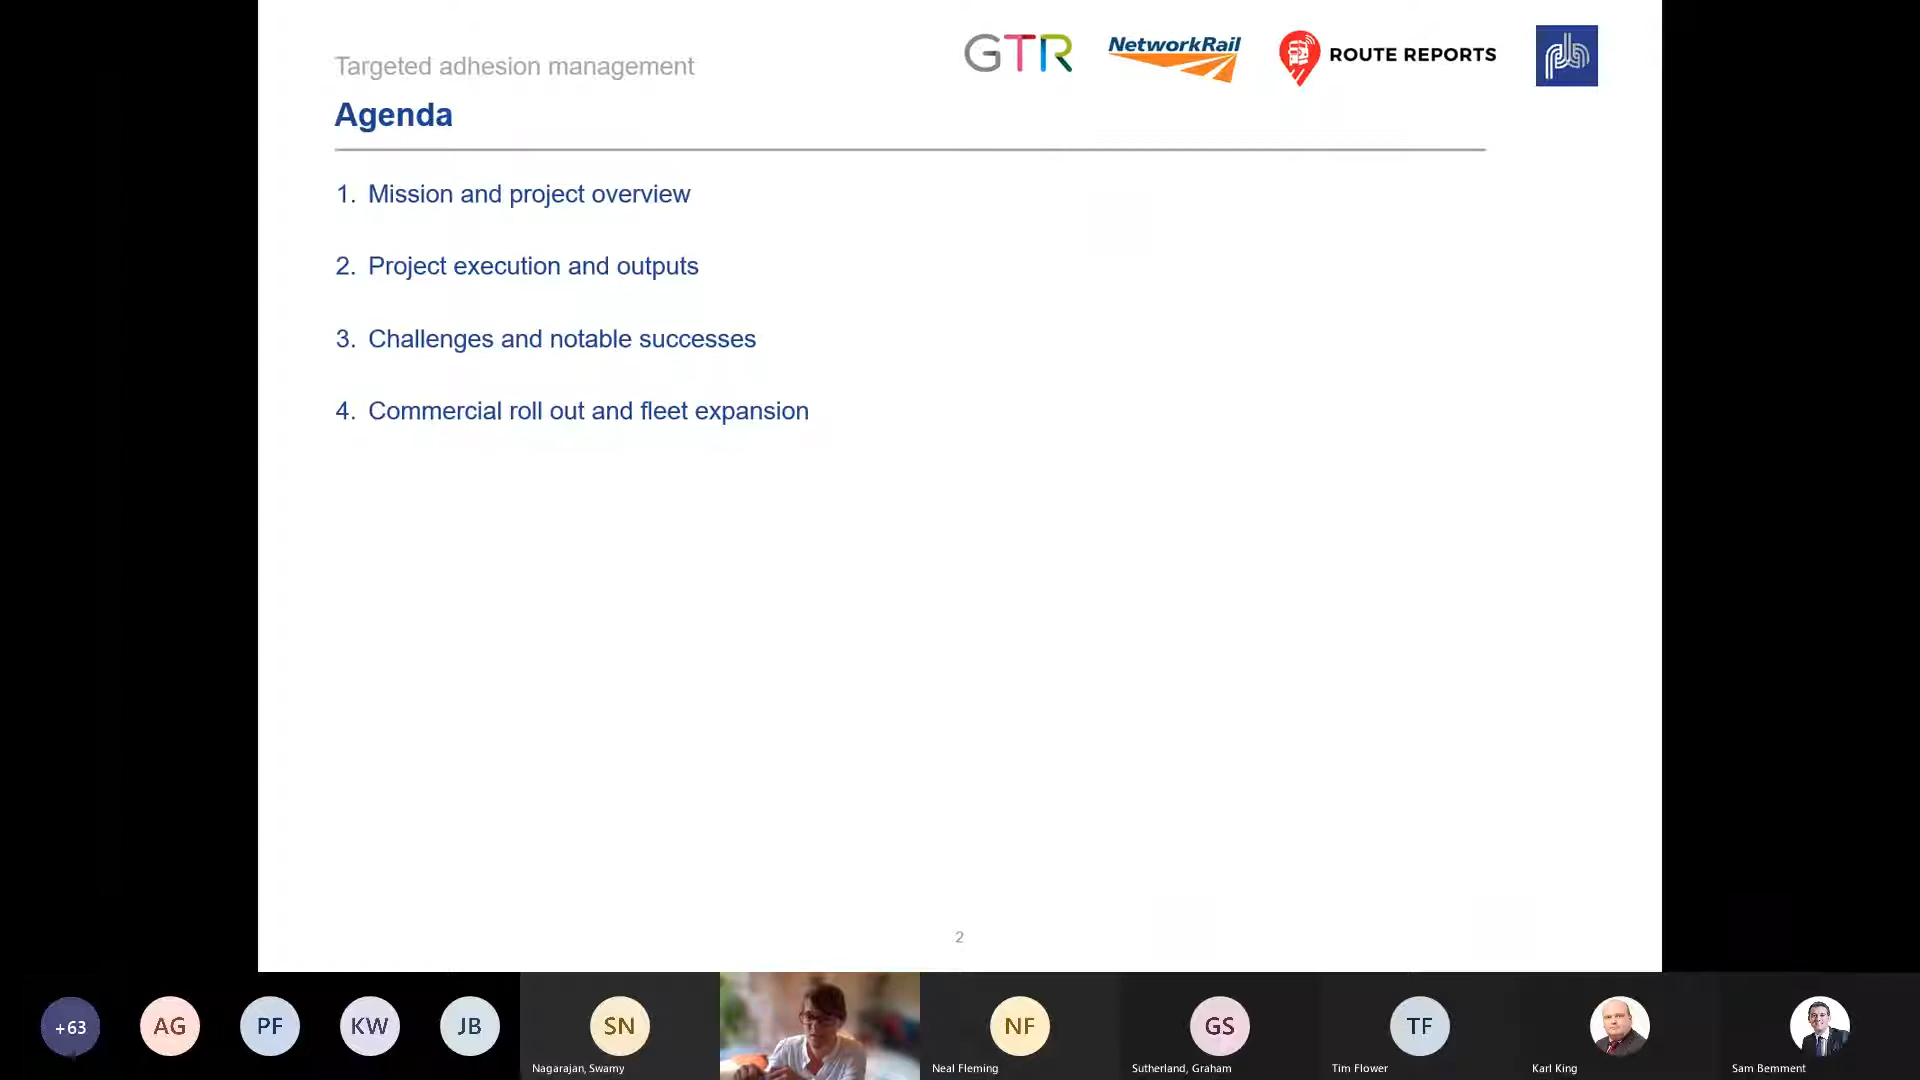 Targeted adhesion management
GTR
NetworkRail
ROUTE REPORTS
Agenda
1. Mission and project overview
2. Project execution and outputs
3. Challenges and notable successes
4. Commercial roll out and fleet expansion
2
+63
AG
PF
KW
JB
SN
NF
GS
TF
Nagarajan, Swamy
Neal Fleming
Sutherland, Graham
Tim Flower
Karl King
Sam Bemment